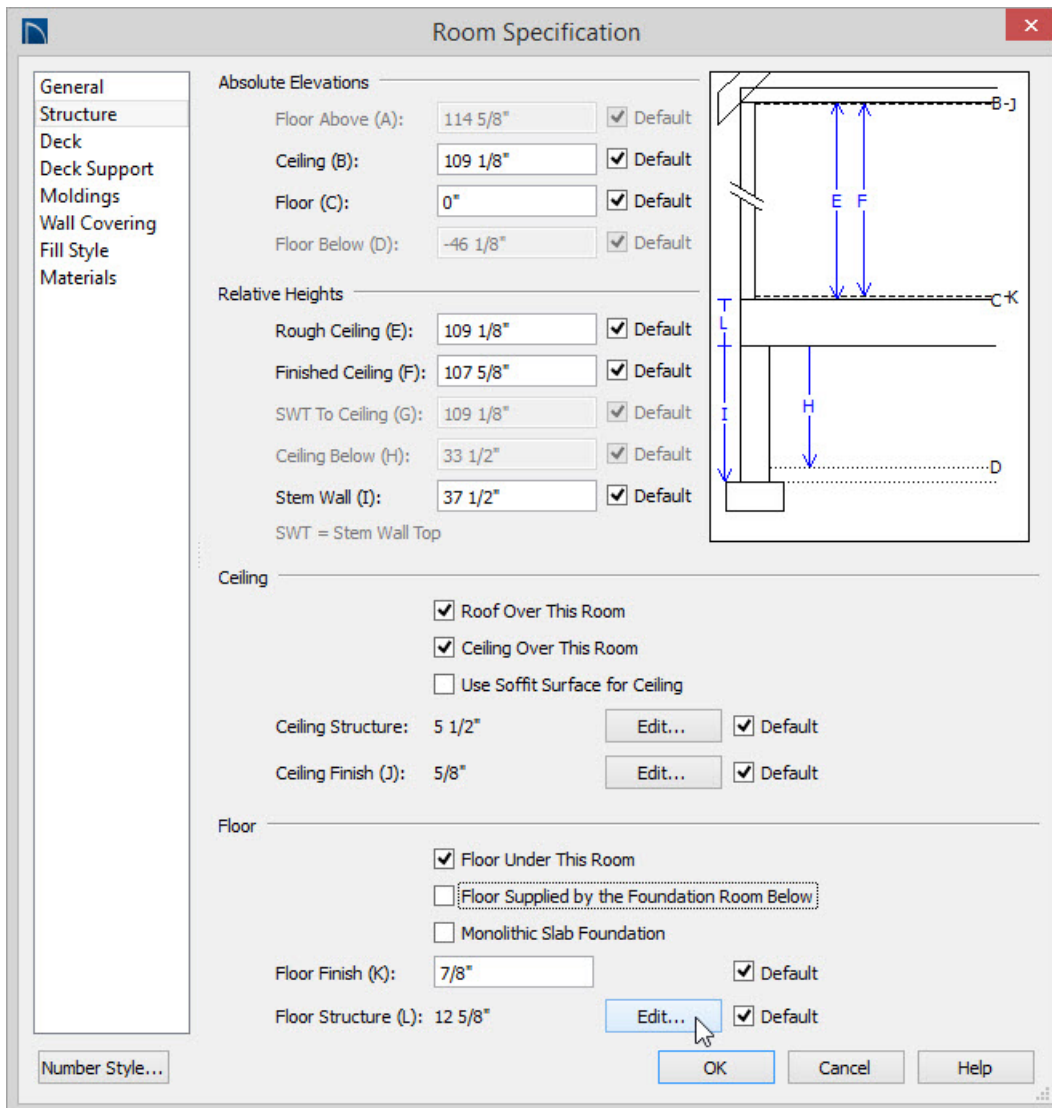 Room Specification
General
Structure
Deck
Deck Support
Moldings
Wall Covering
Fill Style
Materials
Absolute Elevations
Floor Above (A): 114 5/8" Default
Ceiling (B): 109 1/8" Default
Floor (C): 0" Default
Floor Below (D): -46 1/8" Default
Relative Heights
Rough Ceiling (E): 109 1/8" Default
Finished Ceiling (F): 107 5/8" Default
SWT To Ceiling (G): 109 1/8" Default
Ceiling Below (H): 33 1/2" Default
Stem Wall (I): 37 1/2" Default
SWT = Stem Wall Top
B-J
E F
C-K
L
I H
D
Ceiling
Roof Over This Room
Ceiling Over This Room
Use Soffit Surface for Ceiling
Ceiling Structure: 5 1/2" Edit... Default
Ceiling Finish (J): 5/8" Edit... Default
Floor
Floor Under This Room
Floor Supplied by the Foundation Room Below
Monolithic Slab Foundation
Floor Finish (K): 7/8" Default
Floor Structure (L): 12 5/8" Edit... Default
Number Style... OK Cancel Help